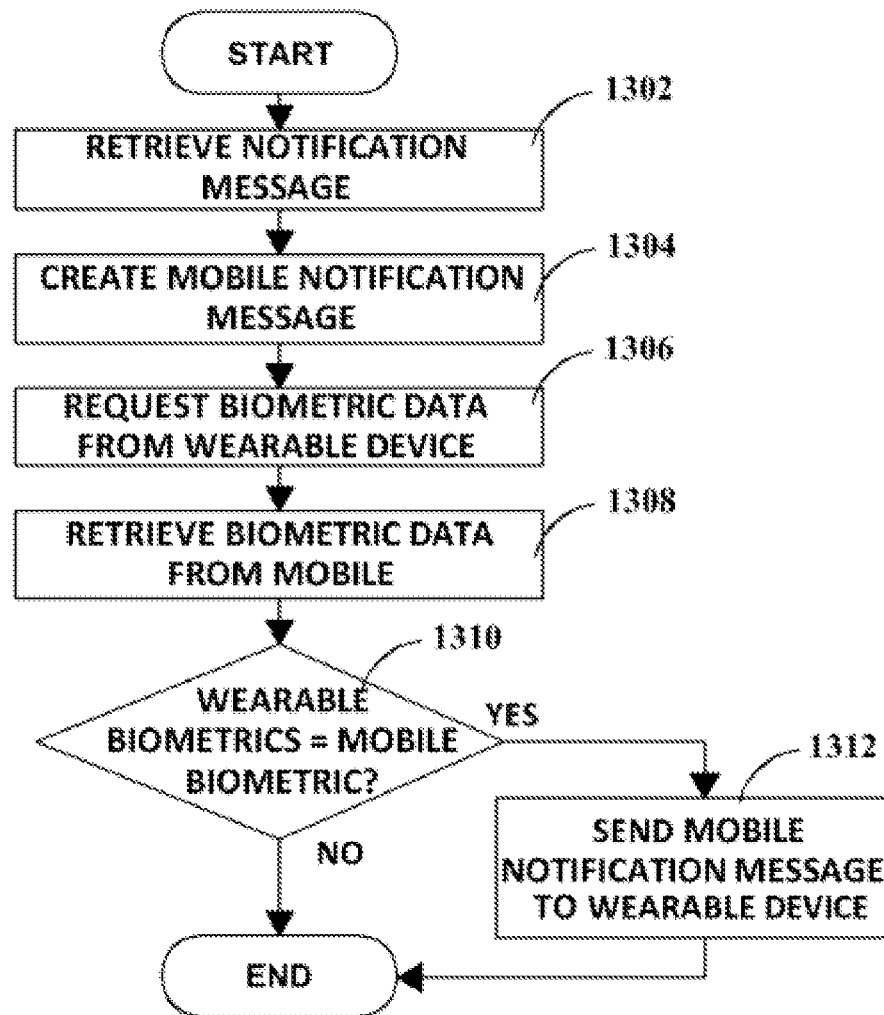 START
1302
RETRIEVE NOTIFICATION
MESSAGE
1304
CREATE MOBILE NOTIFICATION
MESSAGE
1306
REQUEST BIOMETRIC DATA
FROM WEARABLE DEVICE
1308
RETRIEVE BIOMETRIC DATA
FROM MOBILE
1310
WEARABLE
BIOMETRICS = MOBILE
BIOMETRIC?
YES
NO
1312
SEND MOBILE
NOTIFICATION MESSAGE
TO WEARABLE DEVICE
END